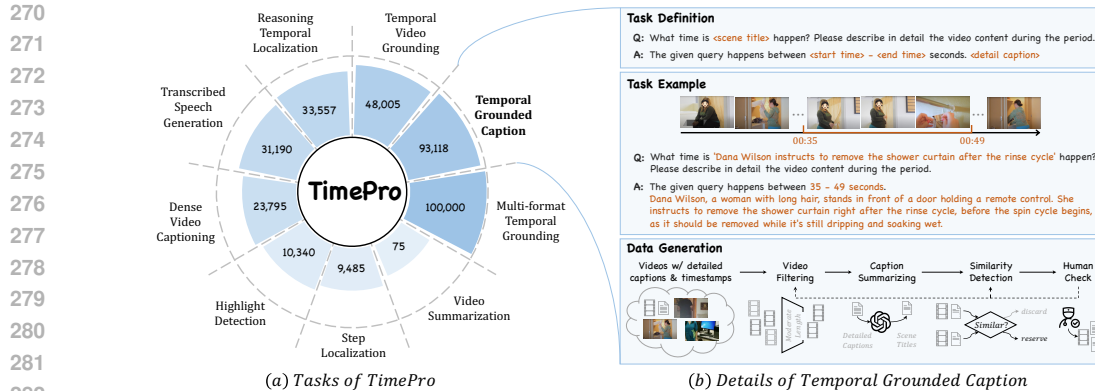 270
271
272
273
274
275
276
277
278
279
280
281
Reasoning
Temporal
Localization
Temporal
Video
Grounding
Transcribed
Speech
Generation
Temporal
Grounded
Caption
Dense
Video
Captioning
Multi-format
Temporal
Grounding
Highlight
Detection
Step
Localization
Video
Summarization
33,557
48,005
31,190
93,118
23,795
100,000
10,340
9,485
75
TimePro
(a) Tasks of TimePro
Task Definition
Q: What time is <scene title> happen? Please describe in detail the video content during the period.
A: The given query happens between <start time> – <end time> seconds. <detail caption>
Task Example
... ...
00:35 00:49
Q: What time is 'Dana Wilson instructs to remove the shower curtain after the rinse cycle' happen?
Please describe in detail the video content during the period.
A: The given query happens between 35 – 49 seconds.
Dana Wilson, a woman with long hair, stands in front of a door holding a remote control. She
instructs to remove the shower curtain right after the rinse cycle, before the spin cycle begins,
as it should be removed while it's still dripping and soaking wet.
Data Generation
Videos w/ detailed
captions & timestamps
Video
Filtering
Caption
Summarizing
Similarity
Detection
Human
Check
Moderate
Length
Detailed
Captions
Scene
Titles
Similar?
discard
reserve
(b) Details of Temporal Grounded Caption